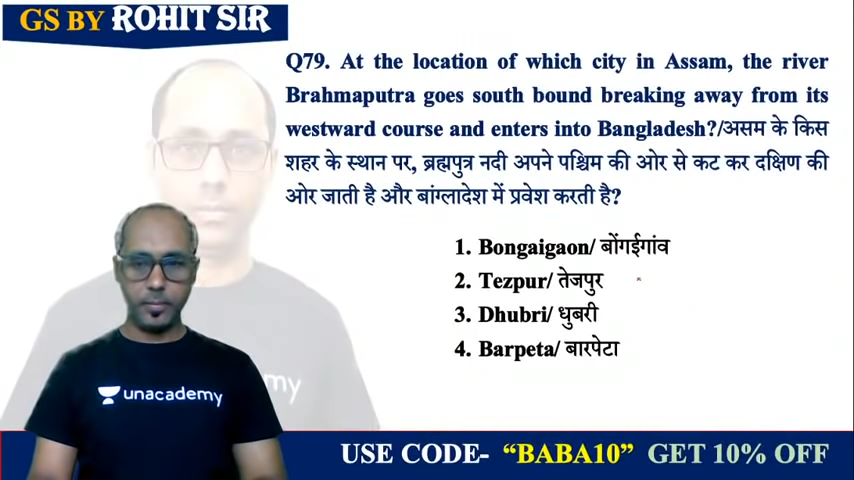 GS BY ROHIT SIR
Q79. At the location of which city in Assam, the river
Brahmaputra goes south bound breaking away from its
westward course and enters into Bangladesh?/असम के किस
शहर के स्थान पर, ब्रह्मपुत्र नदी अपने पश्चिम की ओर से कट कर दक्षिण की
ओर जाती है और बांग्लादेश में प्रवेश करती है?
1. Bongaigaon/ बोंगईगांव
2. Tezpur/ तेजपुर
3. Dhubri/ धुबरी
4. Barpeta/ बारपेटा
unacademy
my
USE CODE- “BABA10” GET 10% OFF